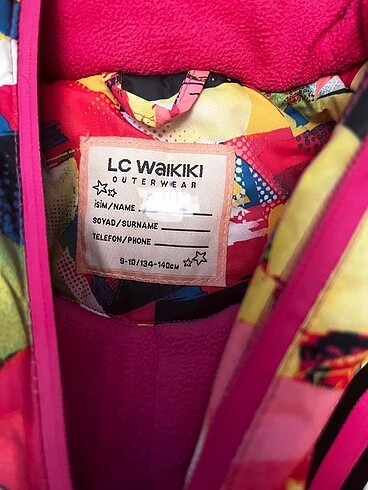 LC WAIKIKI
OUTERWEAR
İSİM/NAME
SOYAD/SURNAME
TELEFON/PHONE
9-10/134-140CM